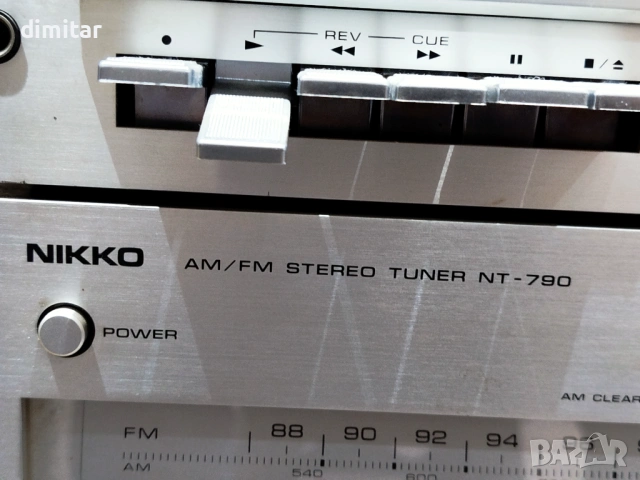 dimitar
REV CUE
NIKKO AM/FM STEREO TUNER NT-790
POWER
AM CLEAR
FM 88 90 92 94
AM 540 600
BAZAR